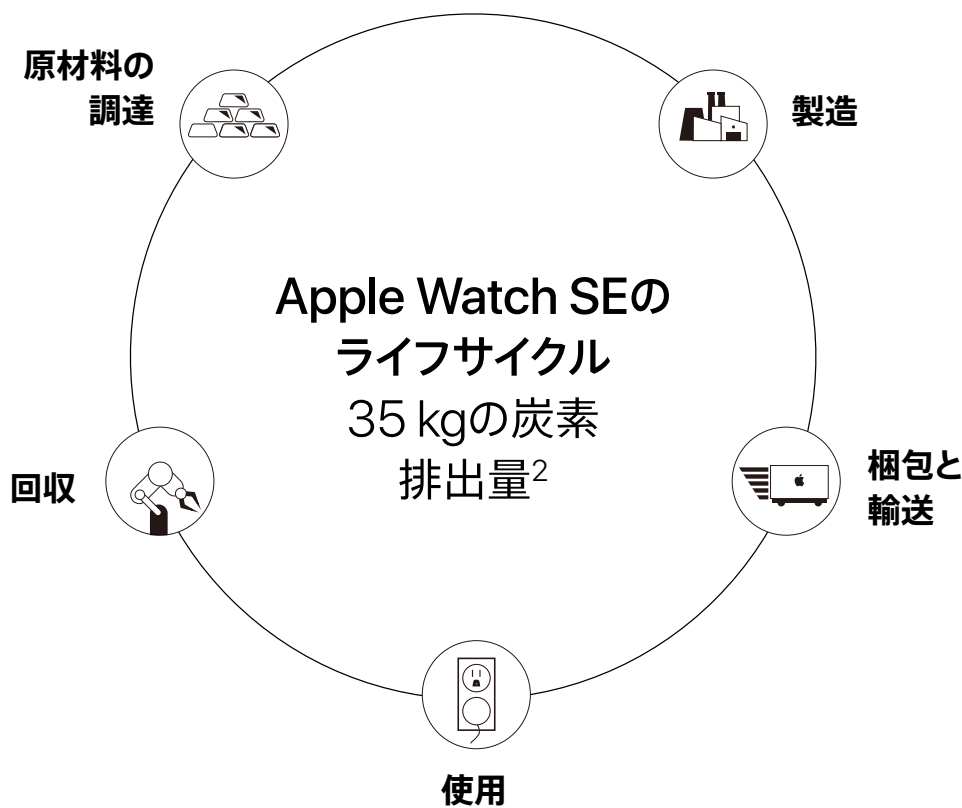 原材料の
調達
製造
Apple Watch SEの
ライフサイクル
35 kgの炭素
排出量2
回収
梱包と
輸送
使用